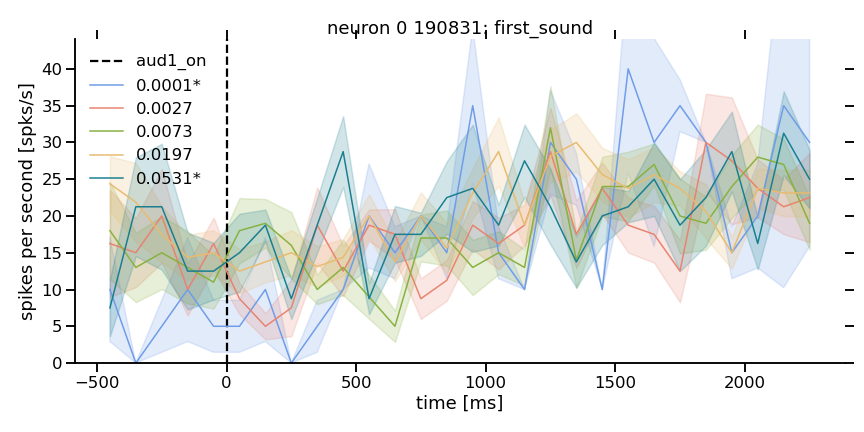 neuron 0 190831: first_sound
spikes per second [spks/s]
40
35
30
25
20
15
10
5
0
aud1_on
0.0001*
0.0027
0.0073
0.0197
0.0531*
−500 0 500 1000 1500 2000
time [ms]